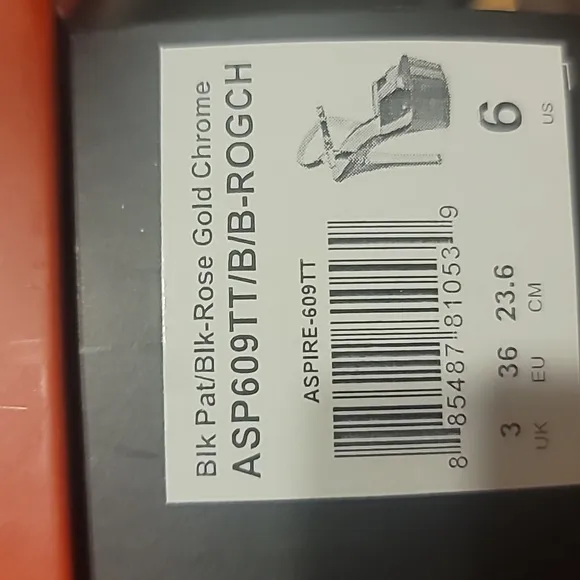 Blk Pat/Blk-Rose Gold Chrome
ASP609TT/B/B-ROGCH
ASPIRE-609TT
8 85487 81053 9
3 36 23.6 6
UK EU CM US